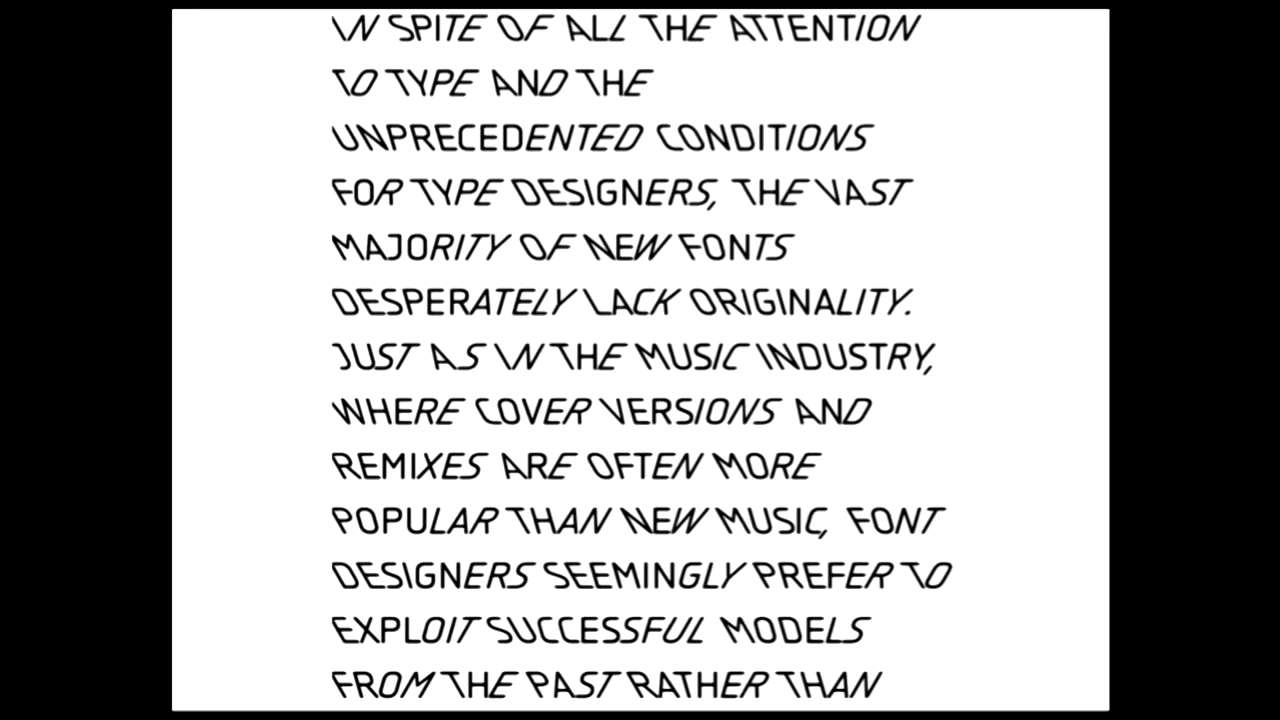 IN SPITE OF ALL THE ATTENTION
TO TYPE AND THE
UNPRECEDENTED CONDITIONS
FOR TYPE DESIGNERS, THE VAST
MAJORITY OF NEW FONTS
DESPERATELY LACK ORIGINALITY.
JUST AS IN THE MUSIC INDUSTRY,
WHERE COVER VERSIONS AND
REMIXES ARE OFTEN MORE
POPULAR THAN NEW MUSIC, FONT
DESIGNERS SEEMINGLY PREFER TO
EXPLOIT SUCCESSFUL MODELS
FROM THE PAST RATHER THAN